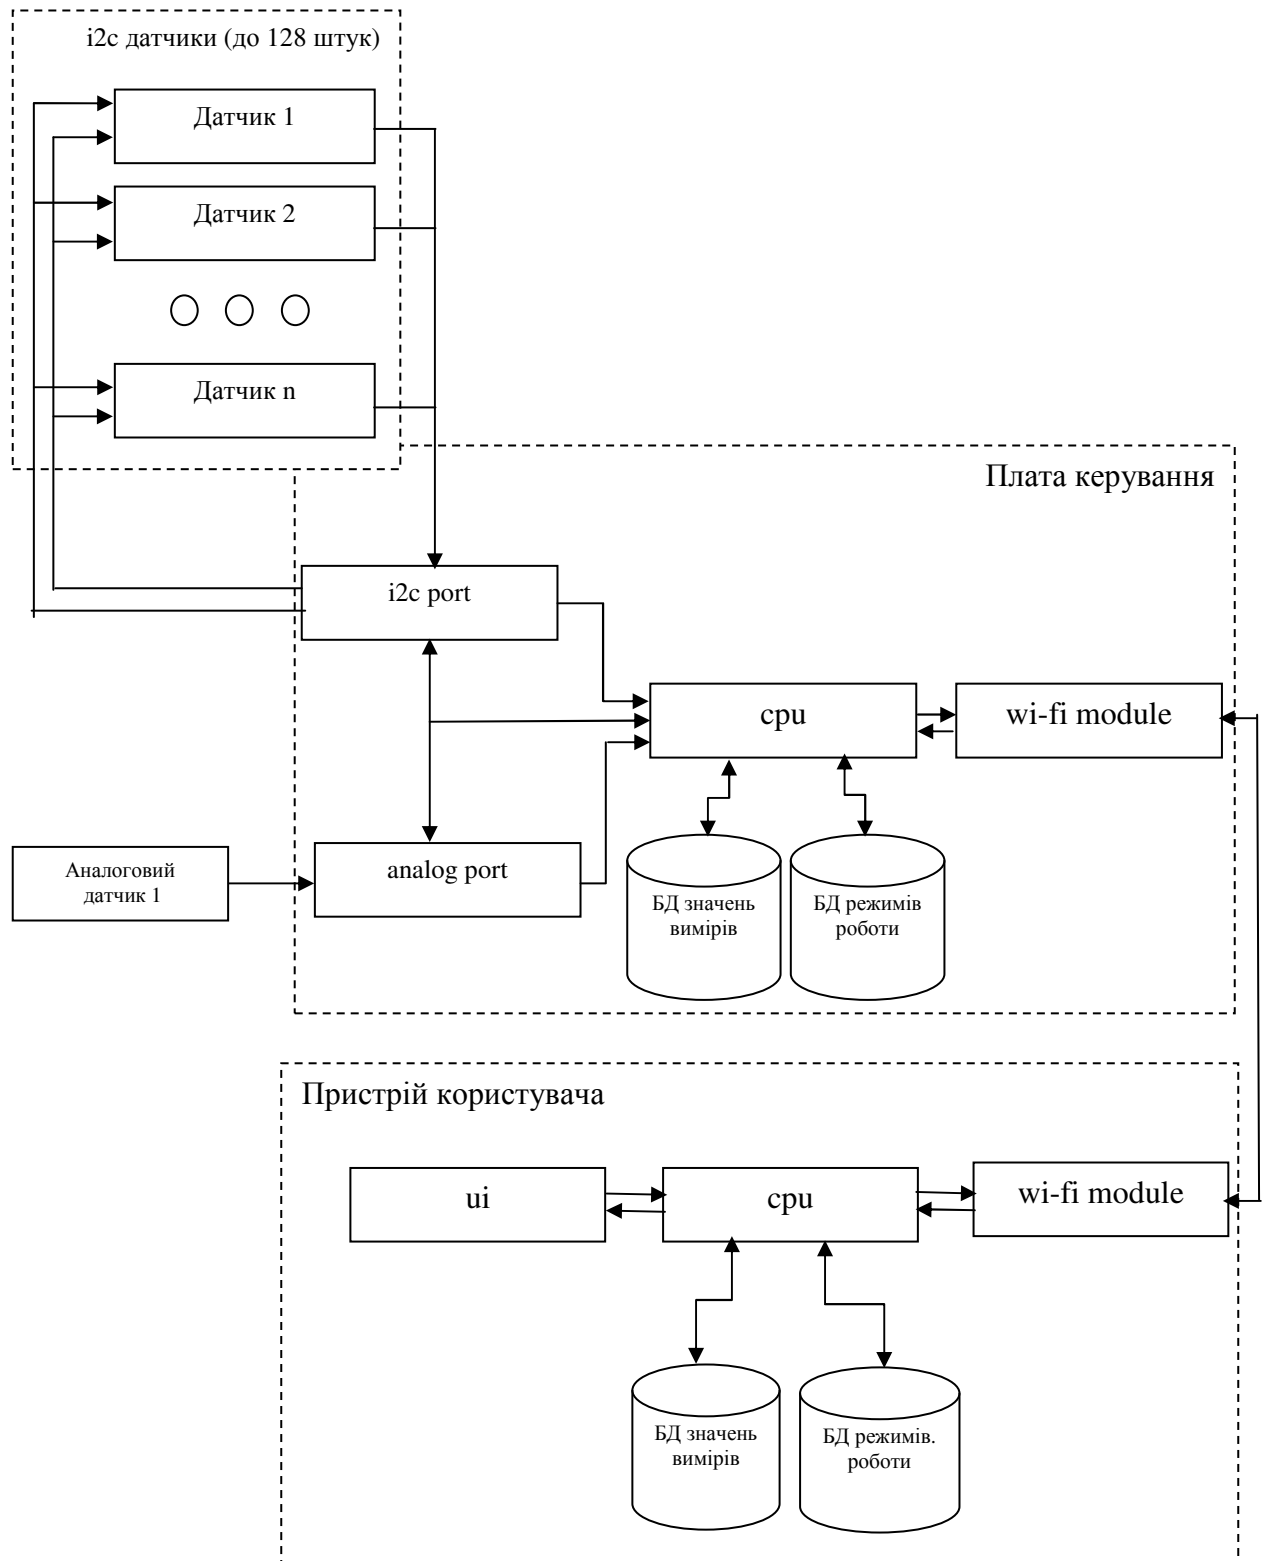 і2с датчики (до 128 штук)
Датчик 1
Датчик 2
Датчик n
Плата керування
i2c port
cpu
wi-fi module
analog port
Аналоговий
датчик 1
БД значень
вимірів
БД режимів
роботи
Пристрій користувача
ui
cpu
wi-fi module
БД значень
вимірів
БД режимів.
роботи